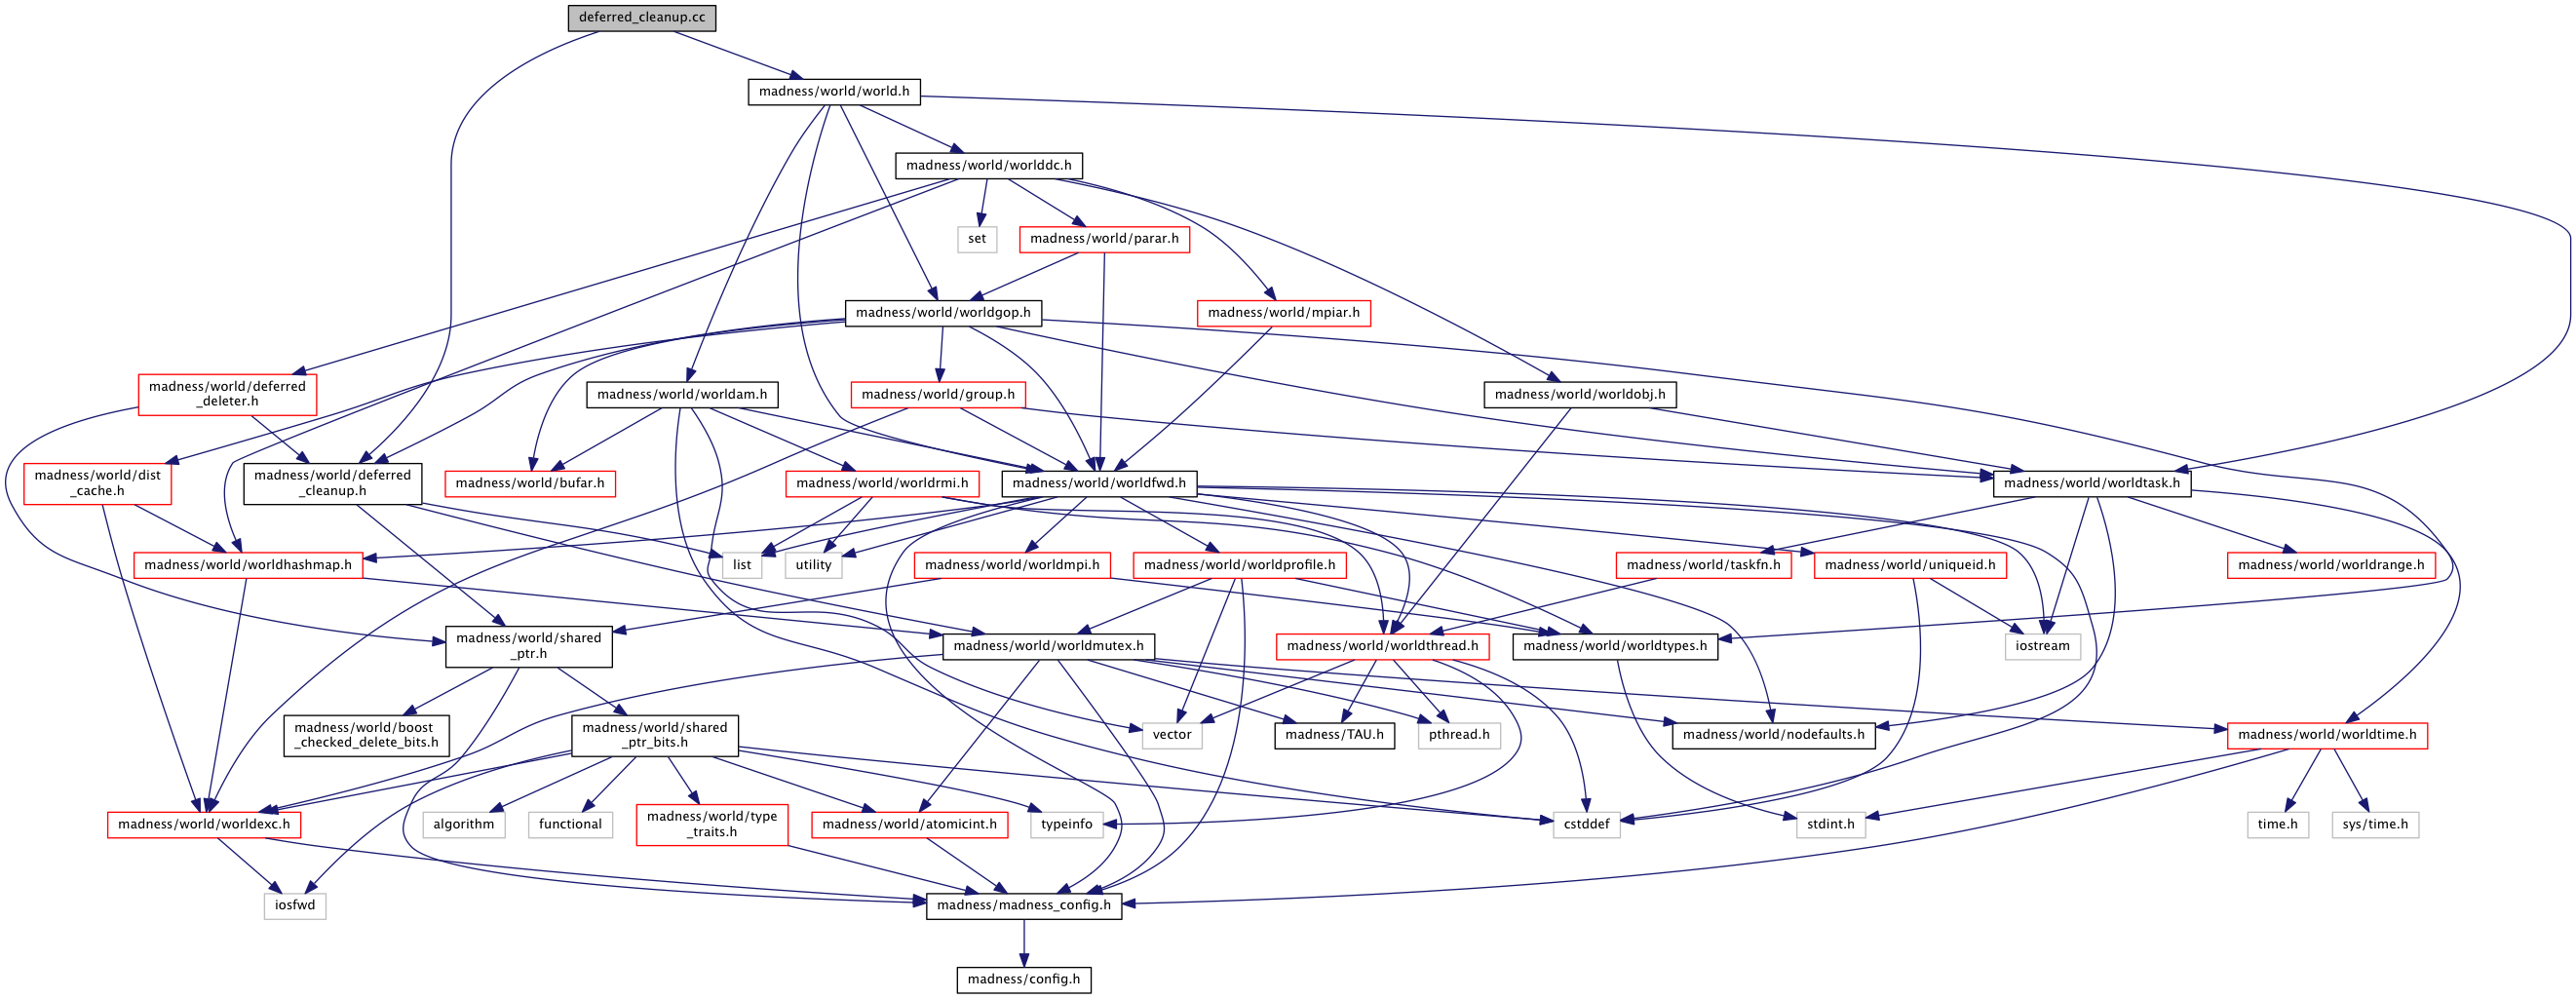 deferred_cleanup.cc
madness/world/world.h
madness/world/worlddc.h
set
madness/world/parar.h
madness/world/worldgop.h
madness/world/mpiar.h
madness/world/deferred
_deleter.h
madness/world/worldam.h
madness/world/group.h
madness/world/worldobj.h
madness/world/dist
_cache.h
madness/world/deferred
_cleanup.h
madness/world/bufar.h
madness/world/worldrmi.h
madness/world/worldfwd.h
madness/world/worldtask.h
madness/world/worldhashmap.h
list
utility
madness/world/worldmpi.h
madness/world/worldprofile.h
madness/world/taskfn.h
madness/world/uniqueid.h
madness/world/worldrange.h
madness/world/shared
_ptr.h
madness/world/worldmutex.h
madness/world/worldthread.h
madness/world/worldtypes.h
iostream
madness/world/boost
_checked_delete_bits.h
madness/world/shared
_ptr_bits.h
vector
madness/TAU.h
pthread.h
madness/world/nodefaults.h
madness/world/worldtime.h
madness/world/worldexc.h
algorithm
functional
madness/world/type
_traits.h
madness/world/atomicint.h
typeinfo
cstddef
stdint.h
time.h
sys/time.h
iosfwd
madness/madness_config.h
madness/config.h